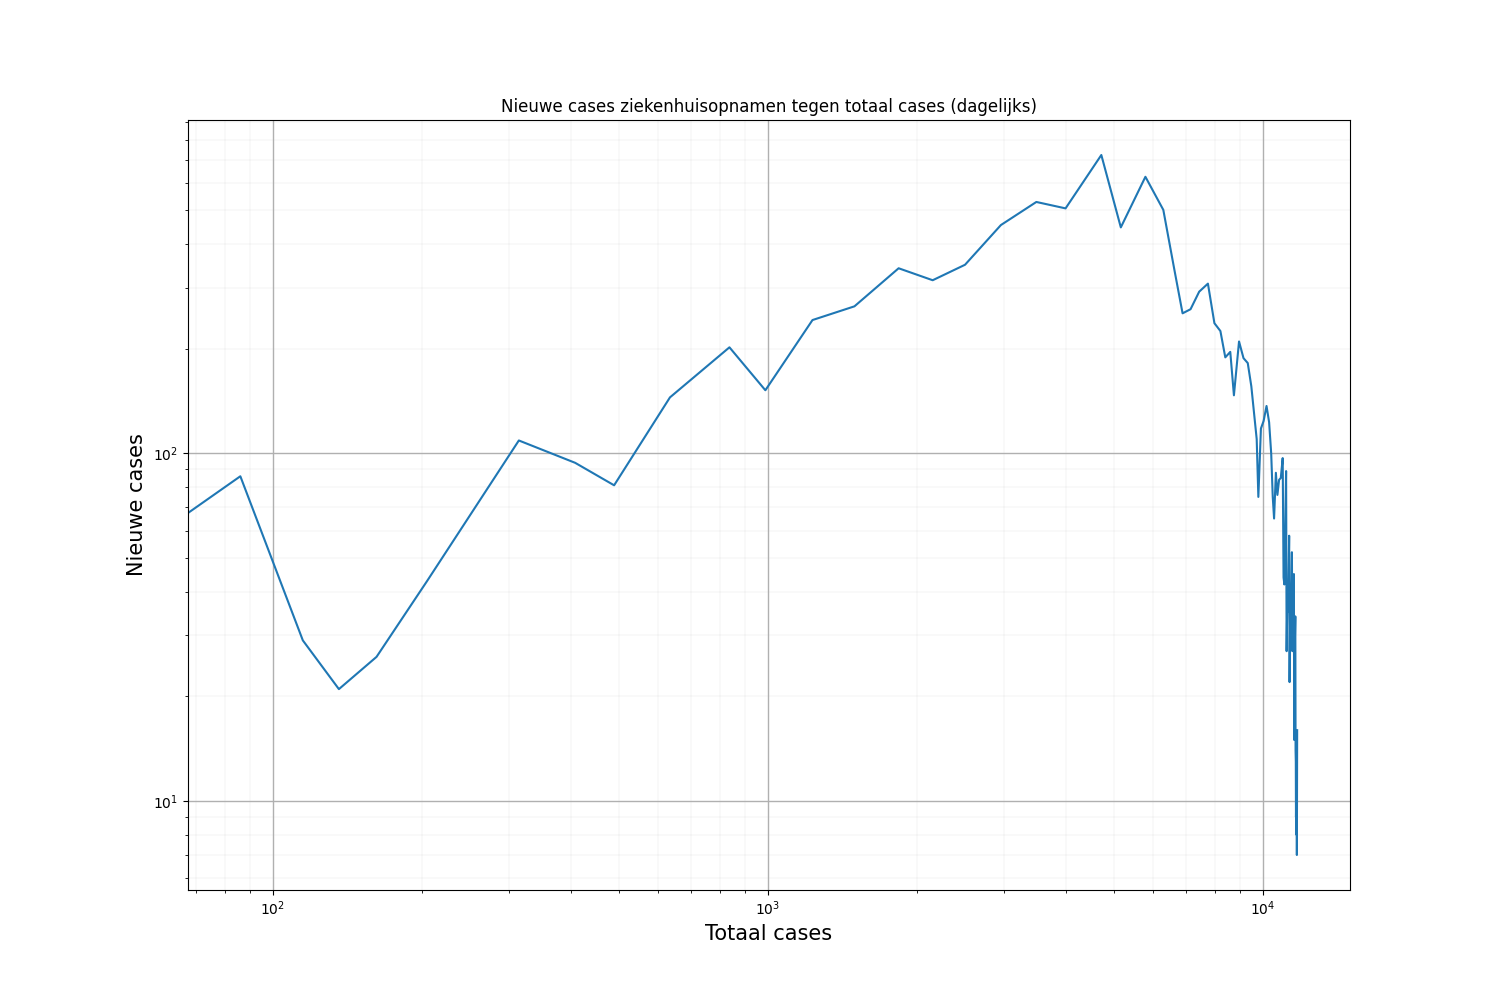 Nieuwe cases ziekenhuisopnamen tegen totaal cases (dagelijks)
Nieuwe cases
10²
10¹
10² 10³ 10⁴
Totaal cases